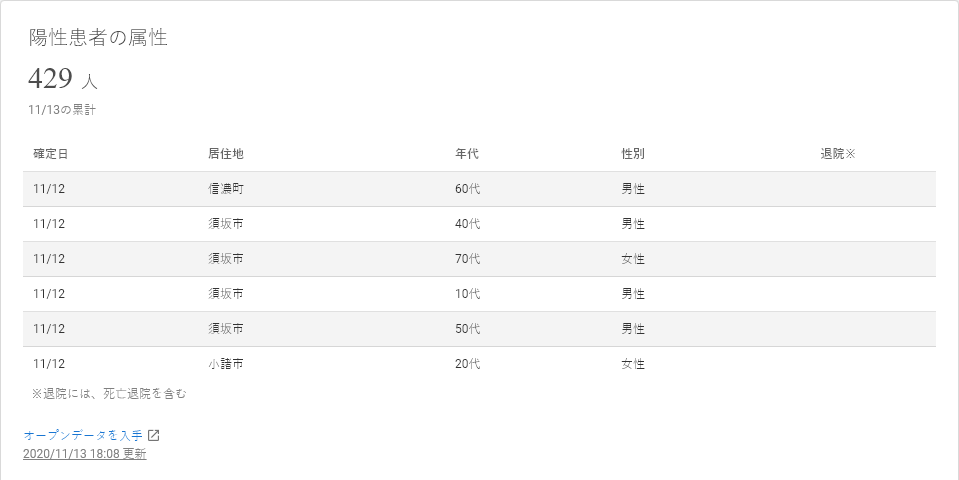 陽性患者の属性
429 人
11/13の累計
確定日 居住地 年代 性別 退院※
11/12 信濃町 60代 男性
11/12 須坂市 40代 男性
11/12 須坂市 70代 女性
11/12 須坂市 10代 男性
11/12 須坂市 50代 男性
11/12 小諸市 20代 女性
※退院には、死亡退院を含む
オープンデータを入手
2020/11/13 18:08 更新